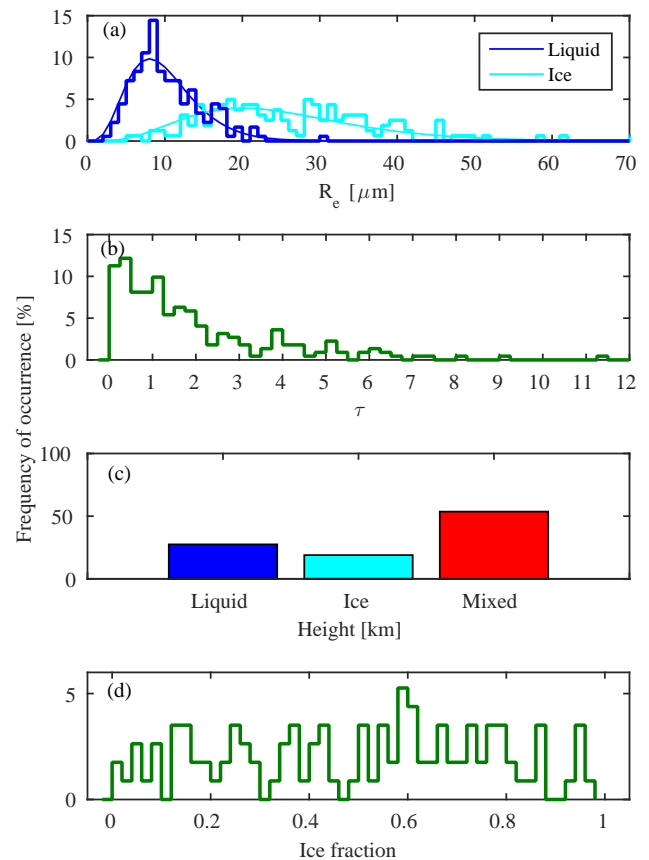 15
(a)
Liquid
10
Ice
5
0
0 10 20 30 40 50 60 70
R_e [μm]
15
(b)
10
5
0
0 1 2 3 4 5 6 7 8 9 10 11 12
τ
Frequency of occurrence [%]
100
(c)
50
0
Liquid Ice Mixed
Height [km]
(d)
5
0
0 0.2 0.4 0.6 0.8 1
Ice fraction